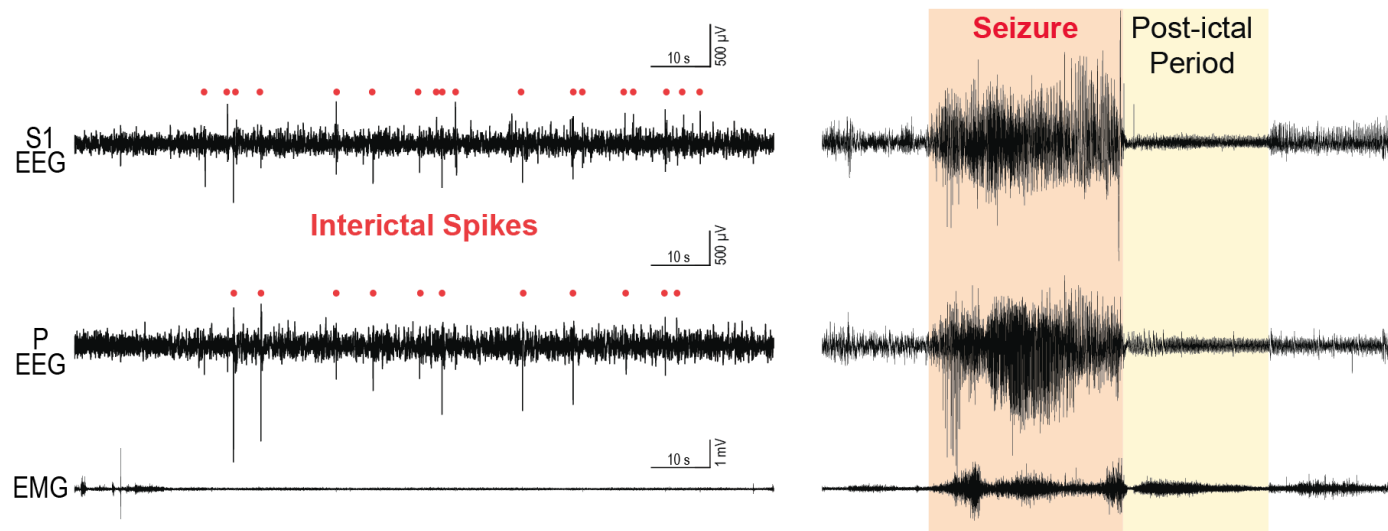 Seizure
Post-ictal
Period
10 s
500 µV
S1
EEG
Interictal Spikes
10 s
500 µV
P
EEG
10 s
1 mV
EMG